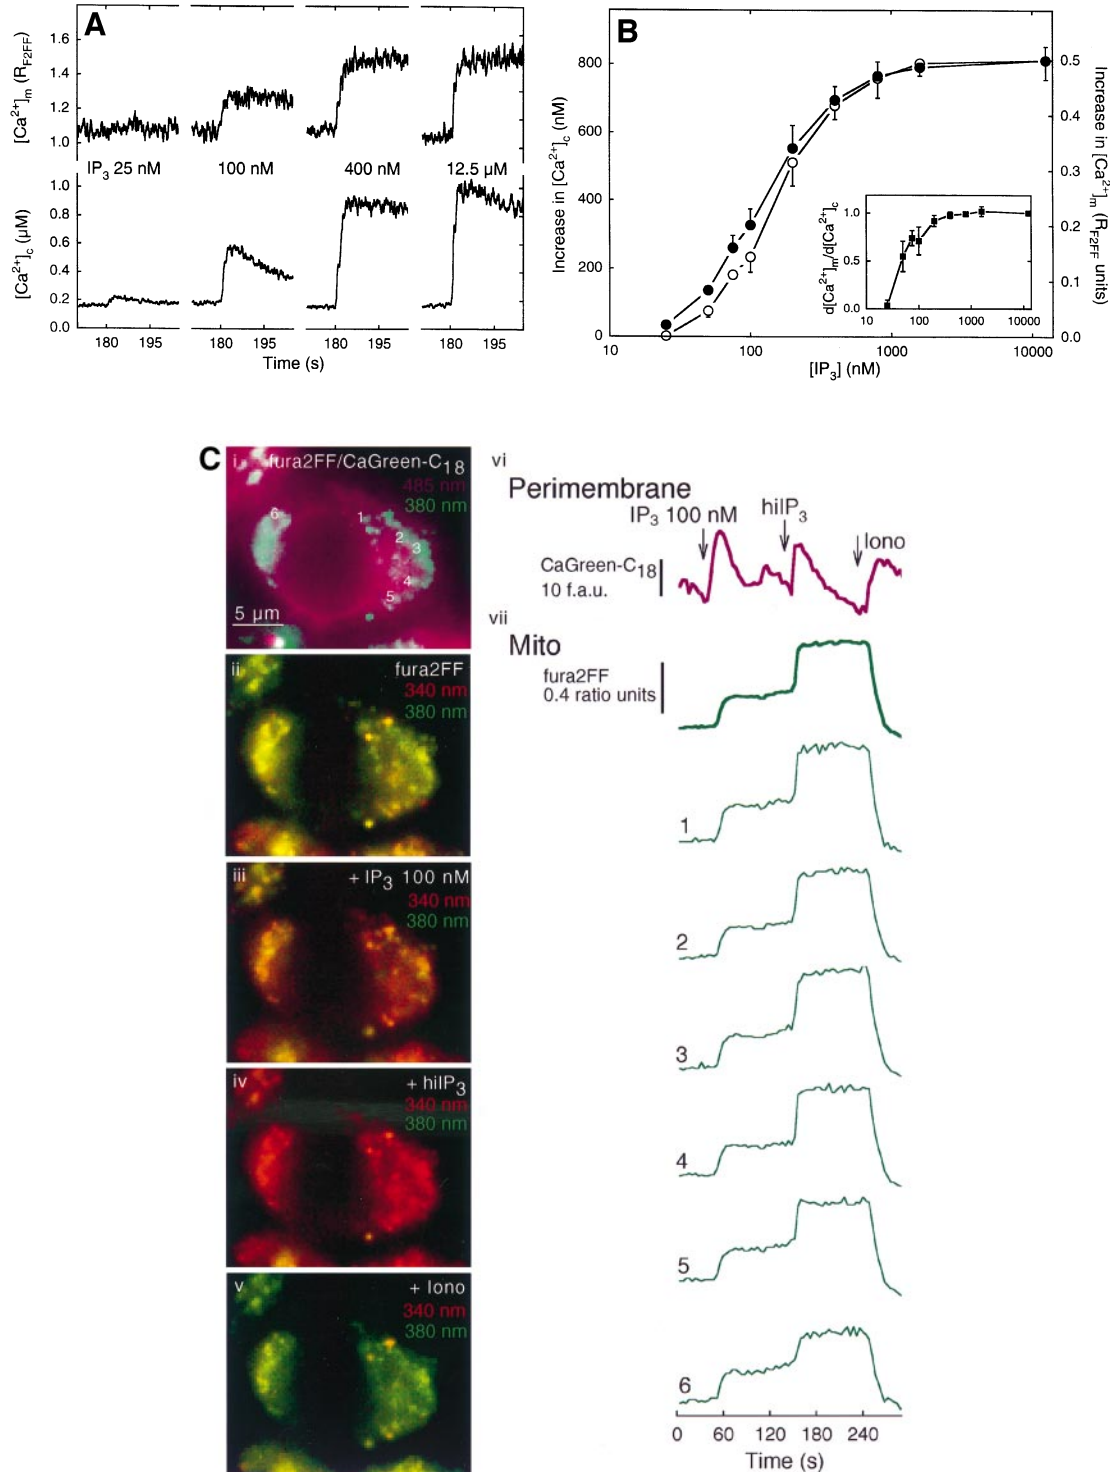 A
[Ca2+]m (RF2FF)
1.6
1.4
1.2
1.0
IP3 25 nM
100 nM
400 nM
12.5 µM
[Ca2+]c (µM)
1.0
0.8
0.6
0.4
0.2
0.0
180 195 180 195 180 195 180 195
Time (s)
B
Increase in [Ca2+]c (nM)
800
600
400
200
0
10 100 1000 10000
[IP3] (nM)
Increase in [Ca2+]m (RF2FF units)
0.5
0.4
0.3
0.2
0.1
0.0
d[Ca2+]m/d[Ca2+]c
1.0
0.5
0.0
10 100 1000 10000
C
i
fura2FF/CaGreen-C18
485 nm
380 nm
6
1
2
3
4
5
5 µm
ii
fura2FF
340 nm
380 nm
iii
+ IP3 100 nM
340 nm
380 nm
iv
+ hiIP3
340 nm
380 nm
v
+ Iono
340 nm
380 nm
vi
Perimembrane
IP3 100 nM
hiIP3
Iono
CaGreen-C18
10 f.a.u.
vii
Mito
fura2FF
0.4 ratio units
1
2
3
4
5
6
0 60 120 180 240
Time (s)